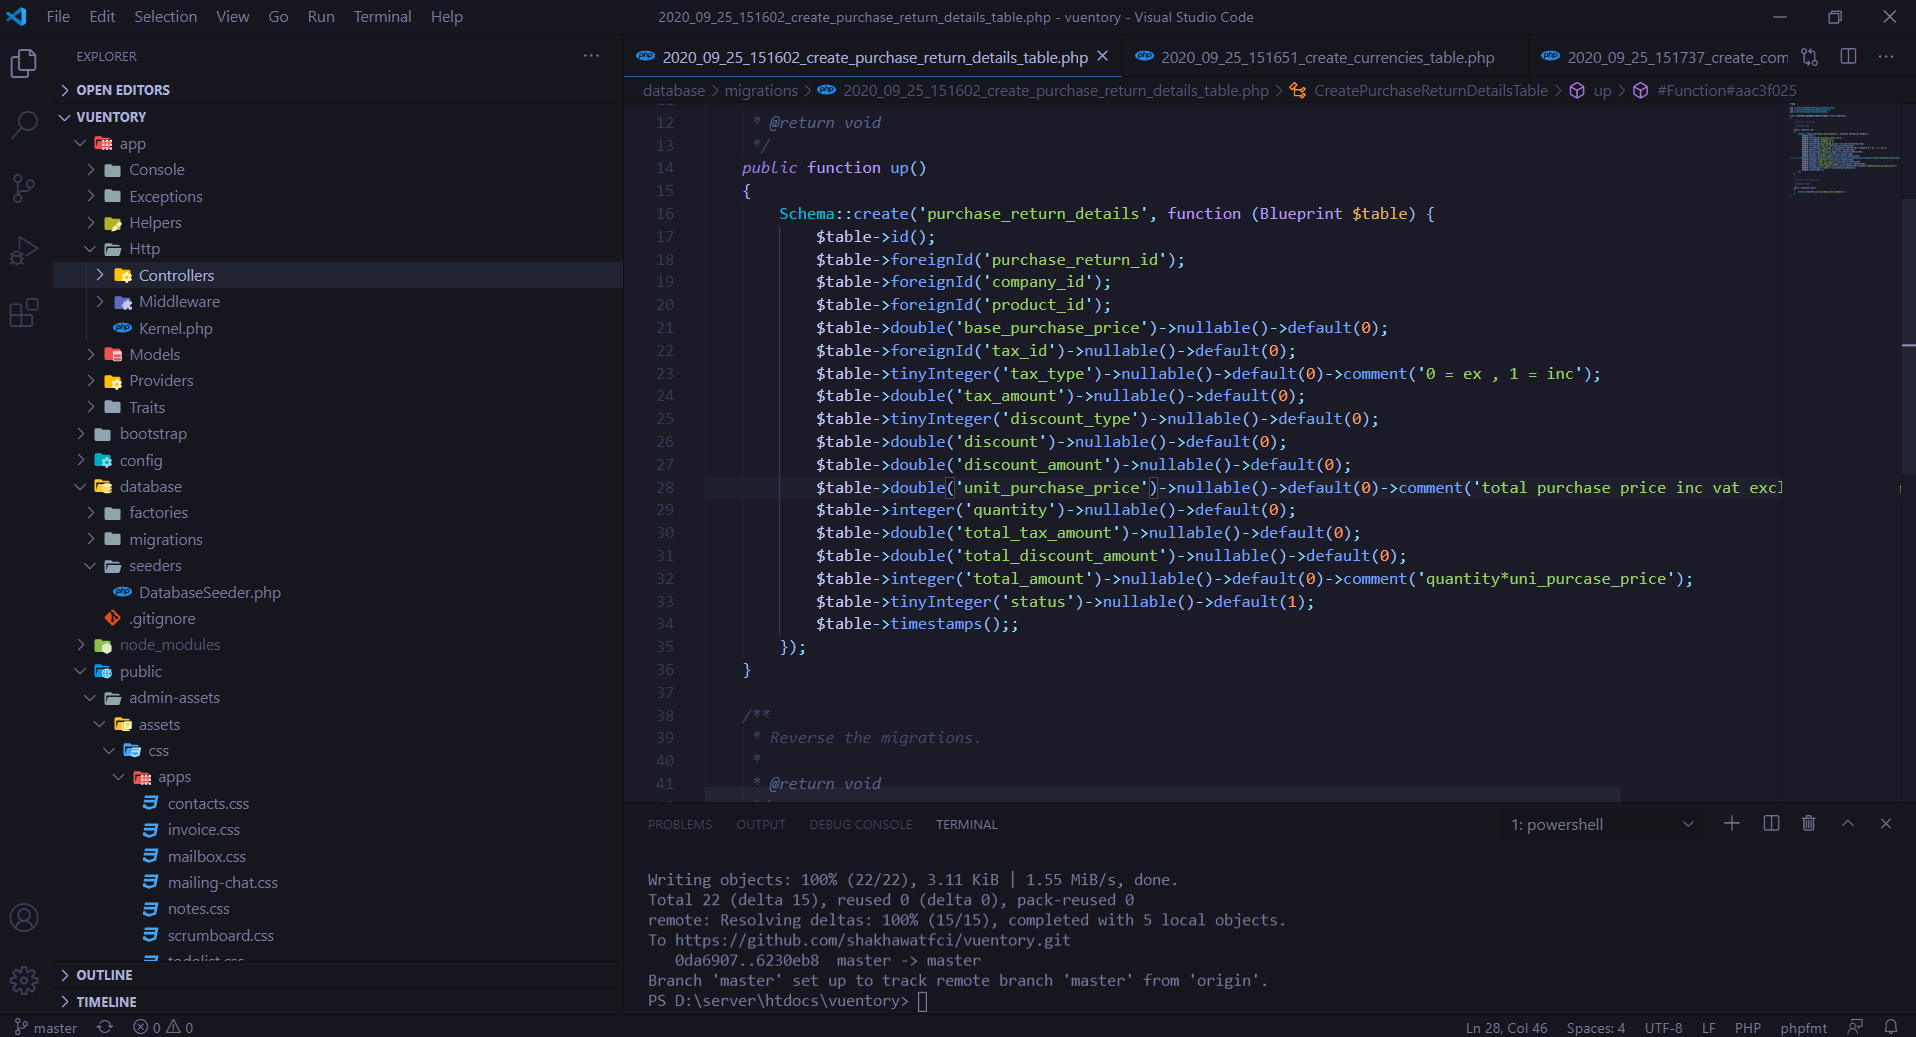 File Edit Selection View Go Run Terminal Help
2020_09_25_151602_create_purchase_return_details_table.php - vuentory - Visual Studio Code
EXPLORER
OPEN EDITORS
VUENTORY
app
Console
Exceptions
Helpers
Http
Controllers
Middleware
Kernel.php
Models
Providers
Traits
bootstrap
config
database
factories
migrations
seeders
DatabaseSeeder.php
.gitignore
node_modules
public
admin-assets
assets
css
apps
contacts.css
invoice.css
mailbox.css
mailing-chat.css
notes.css
scrumboard.css
todolist.css
OUTLINE
TIMELINE
2020_09_25_151602_create_purchase_return_details_table.php
2020_09_25_151651_create_currencies_table.php
2020_09_25_151737_create_com
database > migrations > 2020_09_25_151602_create_purchase_return_details_table.php > CreatePurchaseReturnDetailsTable > up > #Function#aac3f025
12 * @return void
13 */
14 public function up()
15 {
16 Schema::create('purchase_return_details', function (Blueprint $table) {
17 $table->id();
18 $table->foreignId('purchase_return_id');
19 $table->foreignId('company_id');
20 $table->foreignId('product_id');
21 $table->double('base_purchase_price')->nullable()->default(0);
22 $table->foreignId('tax_id')->nullable()->default(0);
23 $table->tinyInteger('tax_type')->nullable()->default(0)->comment('0 = ex , 1 = inc');
24 $table->double('tax_amount')->nullable()->default(0);
25 $table->tinyInteger('discount_type')->nullable()->default(0);
26 $table->double('discount')->nullable()->default(0);
27 $table->double('discount_amount')->nullable()->default(0);
28 $table->double('unit_purchase_price')->nullable()->default(0)->comment('total purchase price inc vat excl
29 $table->integer('quantity')->nullable()->default(0);
30 $table->double('total_tax_amount')->nullable()->default(0);
31 $table->double('total_discount_amount')->nullable()->default(0);
32 $table->integer('total_amount')->nullable()->default(0)->comment('quantity*uni_purcase_price');
33 $table->tinyInteger('status')->nullable()->default(1);
34 $table->timestamps();;
35 });
36 }
37
38 /**
39 * Reverse the migrations.
40 *
41 * @return void
PROBLEMS OUTPUT DEBUG CONSOLE TERMINAL
1: powershell
Writing objects: 100% (22/22), 3.11 KiB | 1.55 MiB/s, done.
Total 22 (delta 15), reused 0 (delta 0), pack-reused 0
remote: Resolving deltas: 100% (15/15), completed with 5 local objects.
To https://github.com/shakhawatfci/vuentory.git
0da6907..6230eb8 master -> master
Branch 'master' set up to track remote branch 'master' from 'origin'.
PS D:\server\htdocs\vuentory>
master 0 0
Ln 28, Col 46 Spaces: 4 UTF-8 LF PHP phpfmt